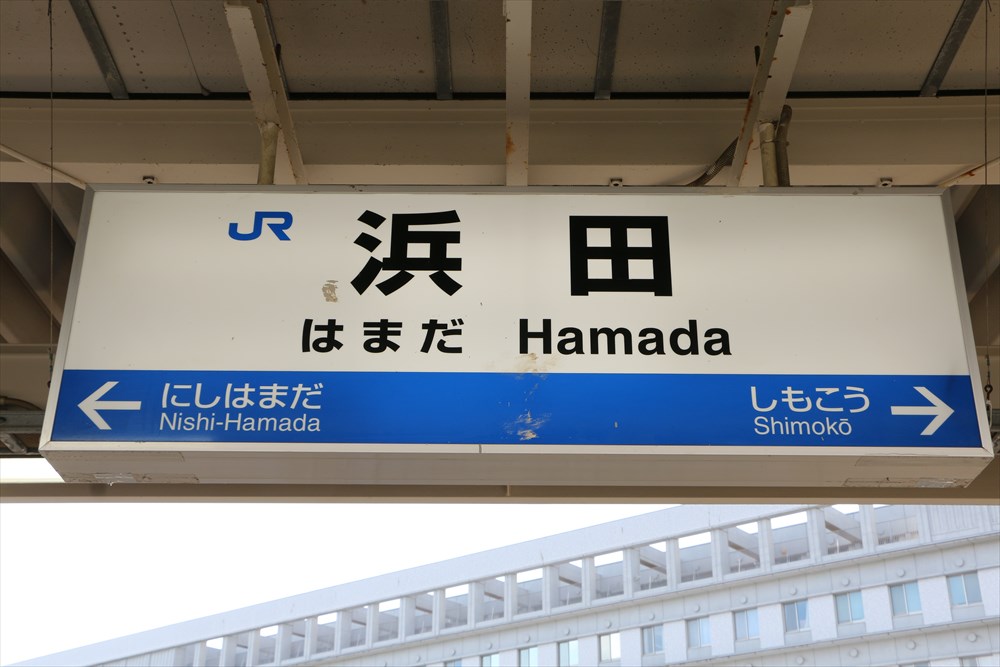 JR 浜田
はまだ Hamada
← にしはまだ しもこう →
Nishi-Hamada Shimokō